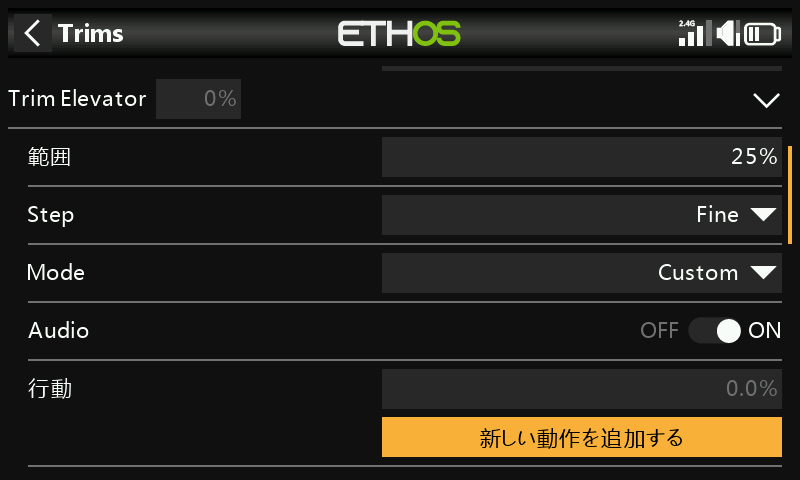 Trims
ETHOS
2.4G
Trim Elevator 0%
範囲 25%
Step Fine
Mode Custom
Audio OFF ON
行動 0.0%
新しい動作を追加する